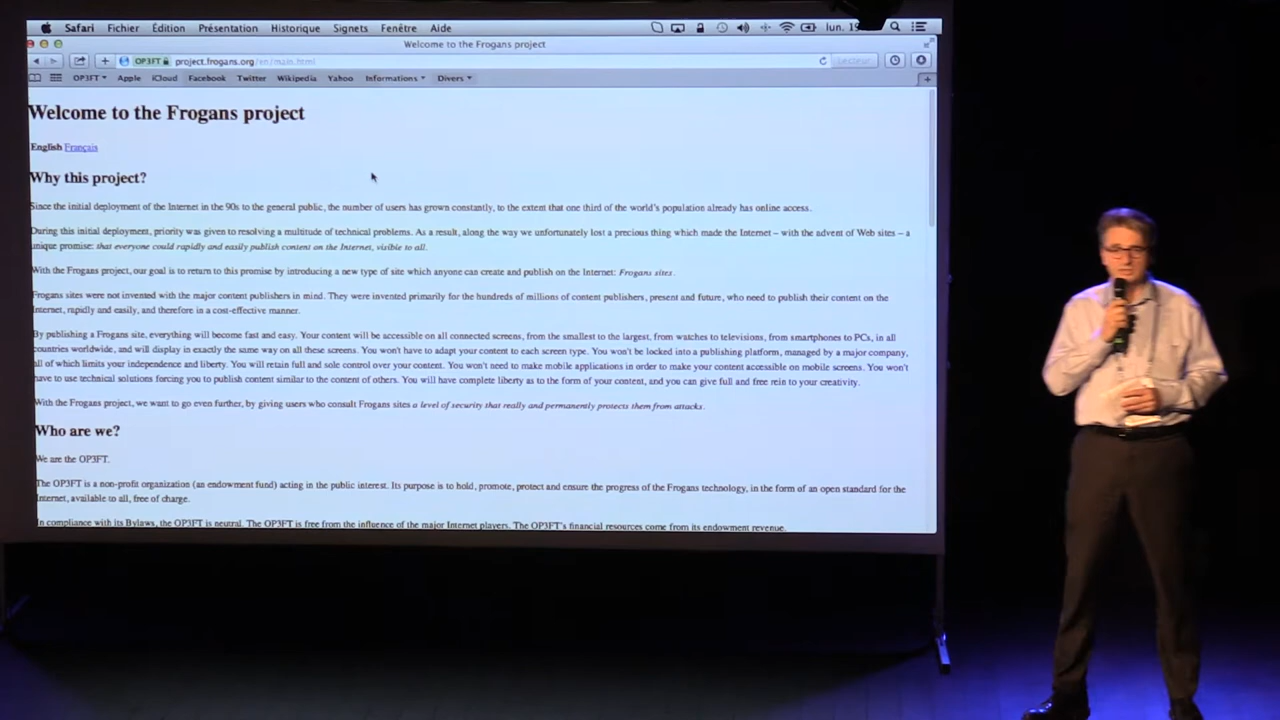 Safari Fichier Édition Présentation Historique Signets Fenêtre Aide lun. 19
Welcome to the Frogans project
OP3FT project.frogans.org/en/main.html Lecteur
OP3FT Apple iCloud Facebook Twitter Wikipedia Yahoo Informations Divers
Welcome to the Frogans project
English Français
Why this project?
Since the initial deployment of the Internet in the 90s to the general public, the number of users has grown constantly, to the extent that one third of the world's population already has online access.
During this initial deployment, priority was given to resolving a multitude of technical problems. As a result, along the way we unfortunately lost a precious thing which made the Internet – with the advent of Web sites – a
unique promise: that everyone could rapidly and easily publish content on the Internet, visible to all.
With the Frogans project, our goal is to return to this promise by introducing a new type of site which anyone can create and publish on the Internet: Frogans sites.
Frogans sites were not invented with the major content publishers in mind. They were invented primarily for the hundreds of millions of content publishers, present and future, who need to publish their content on the
Internet, rapidly and easily, and therefore in a cost-effective manner.
By publishing a Frogans site, everything will become fast and easy. Your content will be accessible on all connected screens, from the smallest to the largest, from watches to televisions, from smartphones to PCs, in all
countries worldwide, and will display in exactly the same way on all these screens. You won't have to adapt your content to each screen type. You won't be locked into a publishing platform, managed by a major company,
all of which limits your independence and liberty. You will retain full and sole control over your content. You won't need to make mobile applications in order to make your content accessible on mobile screens. You won't
have to use technical solutions forcing you to publish content similar to the content of others. You will have complete liberty as to the form of your content, and you can give full and free rein to your creativity.
With the Frogans project, we want to go even further, by giving users who consult Frogans sites a level of security that really and permanently protects them from attacks.
Who are we?
We are the OP3FT.
The OP3FT is a non-profit organization (an endowment fund) acting in the public interest. Its purpose is to hold, promote, protect and ensure the progress of the Frogans technology, in the form of an open standard for the
Internet, available to all, free of charge.
In compliance with its Bylaws, the OP3FT is neutral. The OP3FT is free from the influence of the major Internet players. The OP3FT's financial resources come from its endowment revenue.